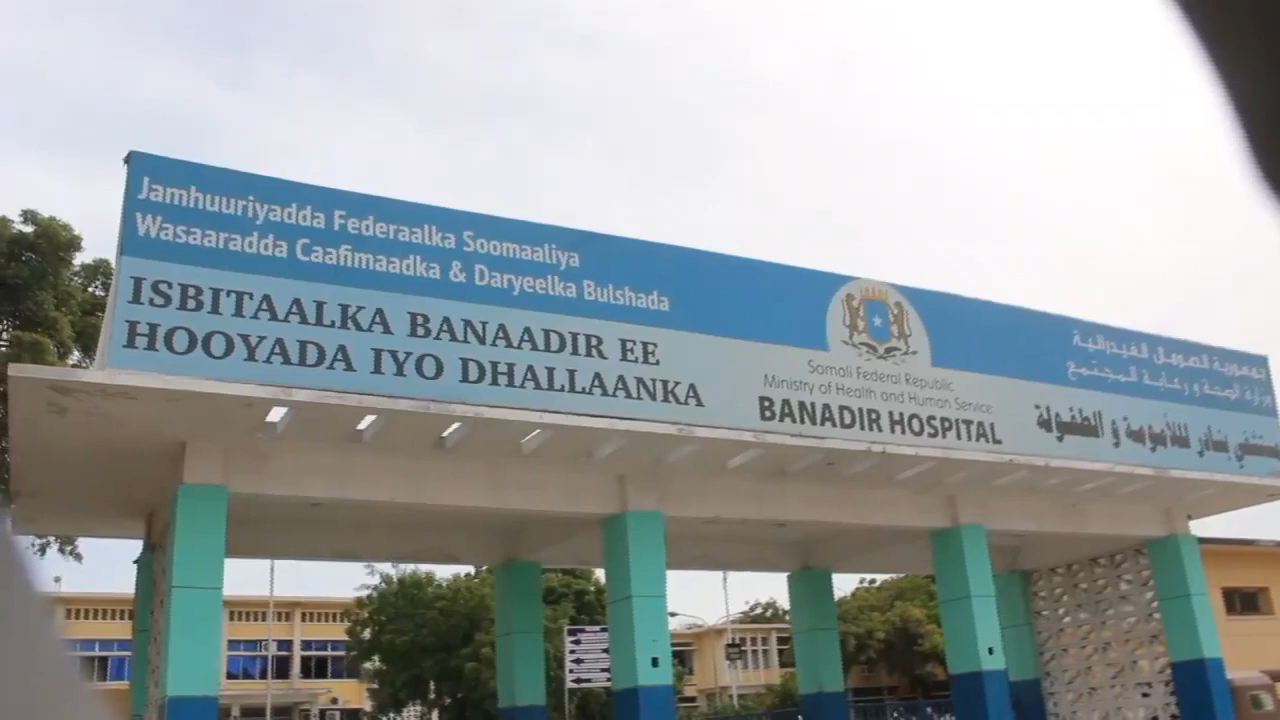 Jamhuuriyadda Federaalka Soomaaliya
Wasaaradda Caafimaadka & Daryeelka Bulshada
ISBITAALKA BANAADIR EE
HOOYADA IYO DHALLAANKA
Somali Federal Republic
Ministry of Health and Human Service
BANADIR HOSPITAL
جمهورية الصومال الفيدرالية
وزارة الصحة و رعاية المجتمع
مستشفي بنادر للأمومة و الطفولة